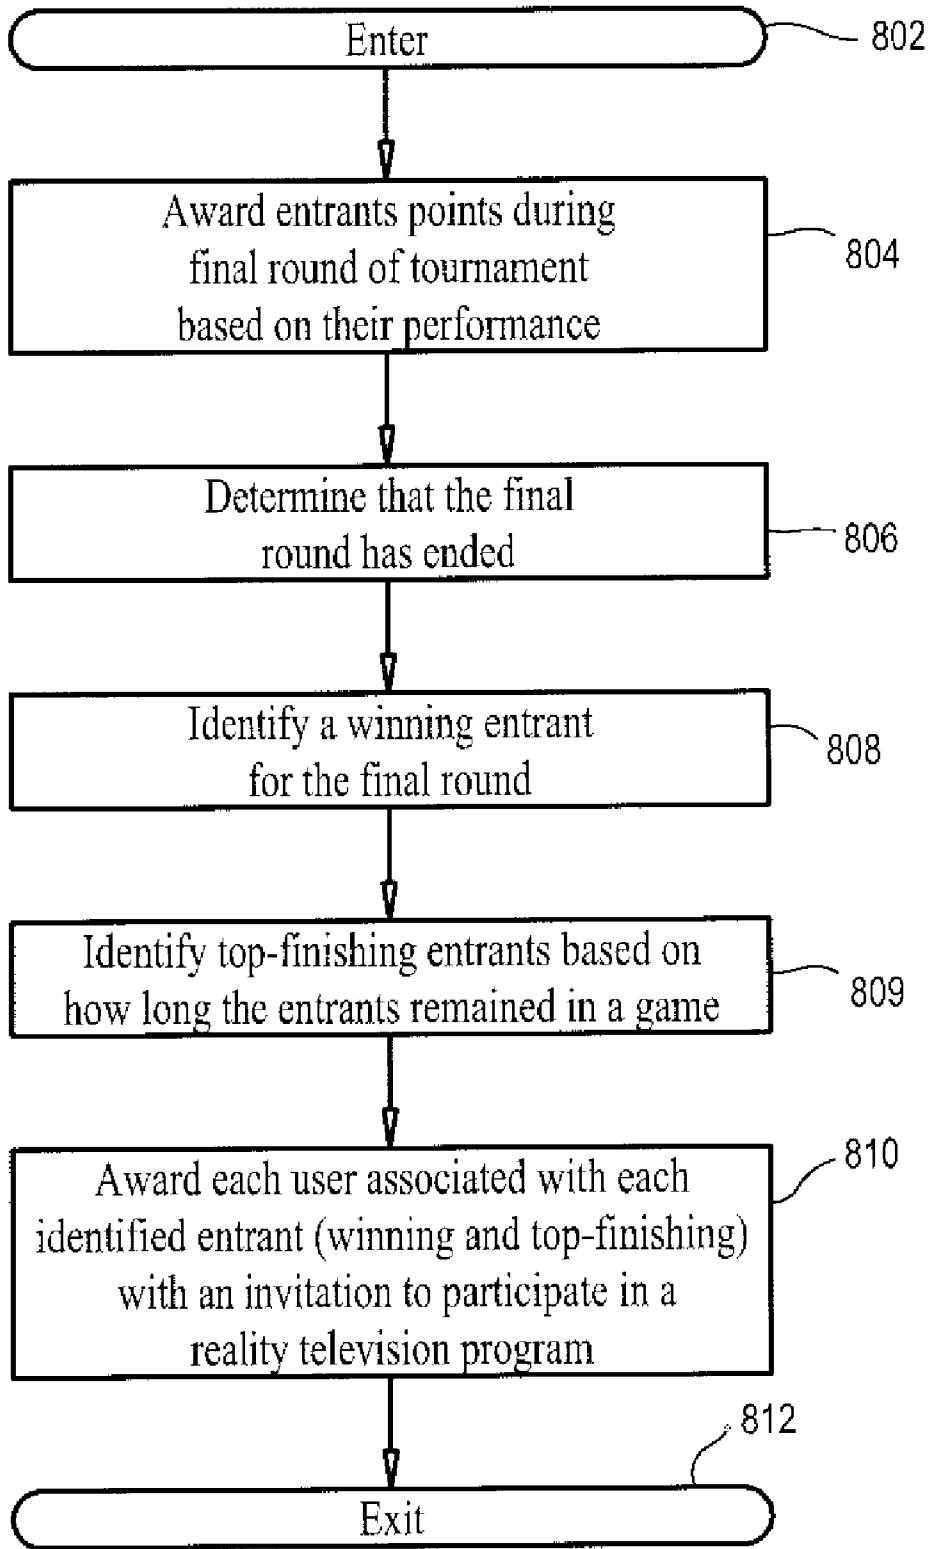 Enter
802
Award entrants points during
final round of tournament
based on their performance
804
Determine that the final
round has ended
806
Identify a winning entrant
for the final round
808
Identify top-finishing entrants based on
how long the entrants remained in a game
809
Award each user associated with each
identified entrant (winning and top-finishing)
with an invitation to participate in a
reality television program
810
812
Exit